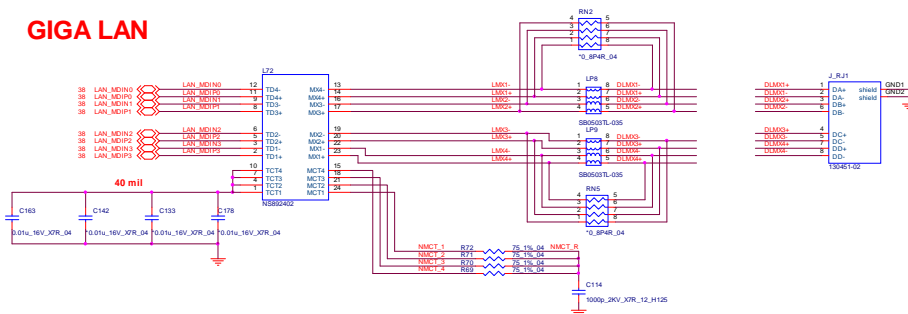 GIGA LAN
RN2
4 5
3 6
2 7
1 8
*0_8P4R_04
L72
38 LAN_MDIN0 LAN_MDIN0 12 TD4- MX4- 13 LMX1-
38 LAN_MDIP0 LAN_MDIP0 11 TD4+ MX4+ 14 LMX1+
38 LAN_MDIN1 LAN_MDIN1 9 TD3- MX3- 16 LMX2-
38 LAN_MDIP1 LAN_MDIP1 8 TD3+ MX3+ 17 LMX2+
LP8
1 8 DLMX1-
2 7 DLMX1+
3 6 DLMX2-
4 5 DLMX2+
SB0503TL-035
J_RJ1
DLMX1+ 1 DA+ shield GND1
DLMX1- 2 DA- shield GND2
DLMX2+ 3 DB+
DLMX2- 6 DB-
DLMX3+ 4 DC+
DLMX3- 5 DC-
DLMX4+ 7 DD+
DLMX4- 8 DD-
130451-02
38 LAN_MDIN2 LAN_MDIN2 6 TD2- MX2- 19 LMX3-
38 LAN_MDIP2 LAN_MDIP2 5 TD2+ MX2+ 20 LMX3+
38 LAN_MDIN3 LAN_MDIN3 3 TD1- MX1- 22 LMX4-
38 LAN_MDIP3 LAN_MDIP3 2 TD1+ MX1+ 23 LMX4+
LP9
1 8 DLMX3-
2 7 DLMX3+
3 6 DLMX4-
4 5 DLMX4+
SB0503TL-035
10 TCT4 MCT4 15
7 TCT3 MCT3 18
4 TCT2 MCT2 21
1 TCT1 MCT1 24
NS892402
40 mil
C163
0.01u_16V_X7R_04
C142
*0.01u_16V_X7R_04
C133
*0.01u_16V_X7R_04
C178
*0.01u_16V_X7R_04
RN5
4 5
3 6
2 7
1 8
*0_8P4R_04
NMCT_1 R72 75_1%_04 NMCT_R
NMCT_2 R71 75_1%_04
NMCT_3 R70 75_1%_04
NMCT_4 R69 75_1%_04
C114
1000p_2KV_X7R_12_H125